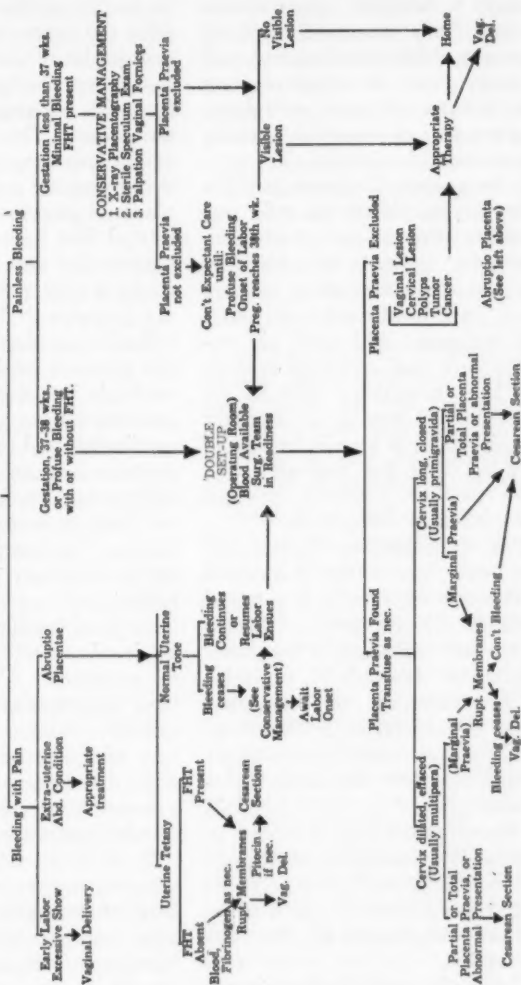 Bleeding with Pain
Painless Bleeding
Early Labor
Excessive Show
Extra-uterine
Abd. Condition
Abruptio
Placentae
Gestation, 37-38 wks.,
or Profuse Bleeding
with or without FHT.
Gestation less than 37 wks.
Minimal Bleeding
FHT present
Vaginal Delivery
Appropriate
treatment
CONSERVATIVE MANAGEMENT
1. X-ray Placentography
2. Sterile Speculum Exam.
3. Palpation Vaginal Fornices
Uterine Tetany
Normal Uterine
Tone
Placenta Praevia
not excluded
Placenta Praevia
excluded
FHT
Absent
FHT
Present
Bleeding
ceases
Bleeding
Continues
or
Resumes
Labor
Ensues
DOUBLE
SET-UP
(Operating Room)
Blood Available
Surg. Team
in Readiness
Con't Expectant Care
until:
Profuse Bleeding
Onset of Labor
Preg. reaches 38th wk.
Blood,
Fibrinogen as nec.
Rupt. Membranes
Pitocin
if nec.
Vag. Del.
Cesarean
Section
(See
Conservative
Management)
Await
Labor
Onset
Visible
Lesion
No
Visible
Lesion
Placenta Praevia Found
Transfuse as nec.
Placenta Praevia Excluded
Vaginal Lesion
Cervical Lesion
Polyps
Tumor
Cancer
Appropriate
Therapy
Home
Vag.
Del.
Abruptio Placenta
(See left above)
Cervix dilated, effaced
(Usually multipara)
Cervix long, closed
(Usually primigravida)
Partial or Total
Placenta Praevia, or
Abnormal Presentation
(Marginal
Praevia)
(Marginal Praevia)
Partial or
Total Placenta
Praevia or abnormal
Presentation
Cesarean
Section
Rupt. Membranes
Bleeding ceases
Con't Bleeding
Vag. Del.
Cesarean
Section